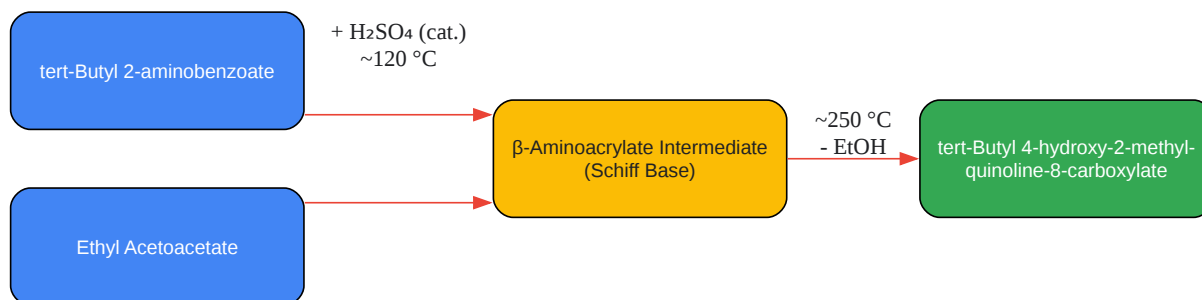 tert-Butyl 2-aminobenzoate
+ H₂SO₄ (cat.)
~120 °C
Ethyl Acetoacetate
β-Aminoacrylate Intermediate
(Schiff Base)
~250 °C
- EtOH
tert-Butyl 4-hydroxy-2-methyl-
quinoline-8-carboxylate